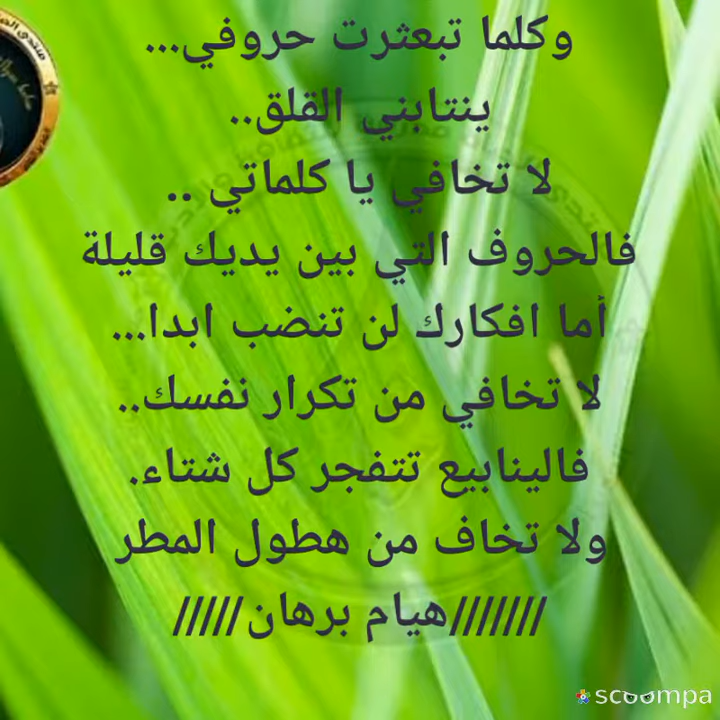 وكلما تبعثرت حروفي...
ينتابني القلق..
لا تخافي يا كلماتي ..
فالحروف التي بين يديك قليلة
أما افكارك لن تنضب ابدا...
لا تخافي من تكرار نفسك..
فالينابيع تتفجر كل شتاء.
ولا تخاف من هطول المطر
///////هيام برهان/////
scoompa